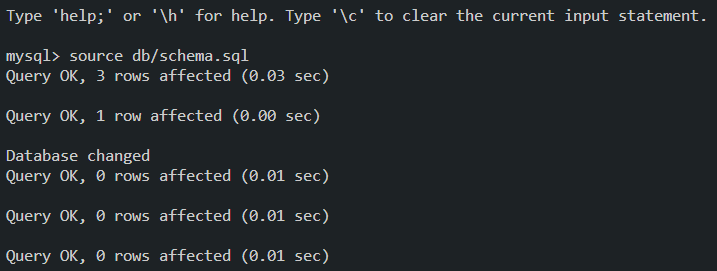 Type 'help;' or '\h' for help. Type '\c' to clear the current input statement.
mysql> source db/schema.sql
Query OK, 3 rows affected (0.03 sec)
Query OK, 1 row affected (0.00 sec)
Database changed
Query OK, 0 rows affected (0.01 sec)
Query OK, 0 rows affected (0.01 sec)
Query OK, 0 rows affected (0.01 sec)